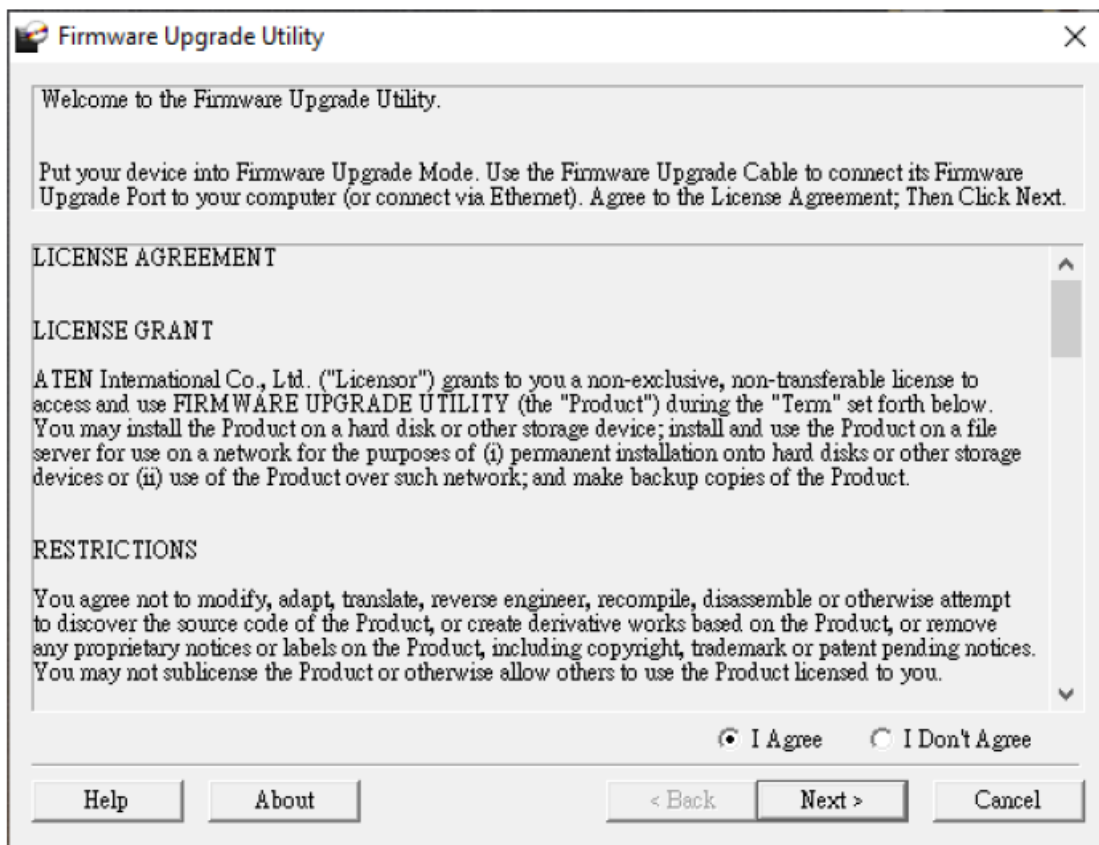 Firmware Upgrade Utility
Welcome to the Firmware Upgrade Utility.
Put your device into Firmware Upgrade Mode. Use the Firmware Upgrade Cable to connect its Firmware
Upgrade Port to your computer (or connect via Ethernet). Agree to the License Agreement; Then Click Next.
LICENSE AGREEMENT
LICENSE GRANT
ATEN International Co., Ltd. ("Licensor") grants to you a non-exclusive, non-transferable license to
access and use FIRMWARE UPGRADE UTILITY (the "Product") during the "Term" set forth below.
You may install the Product on a hard disk or other storage device; install and use the Product on a file
server for use on a network for the purposes of (i) permanent installation onto hard disks or other storage
devices or (ii) use of the Product over such network; and make backup copies of the Product.
RESTRICTIONS
You agree not to modify, adapt, translate, reverse engineer, recompile, disassemble or otherwise attempt
to discover the source code of the Product, or create derivative works based on the Product, or remove
any proprietary notices or labels on the Product, including copyright, trademark or patent pending notices.
You may not sublicense the Product or otherwise allow others to use the Product licensed to you.
I Agree I Don't Agree
Help About < Back Next > Cancel